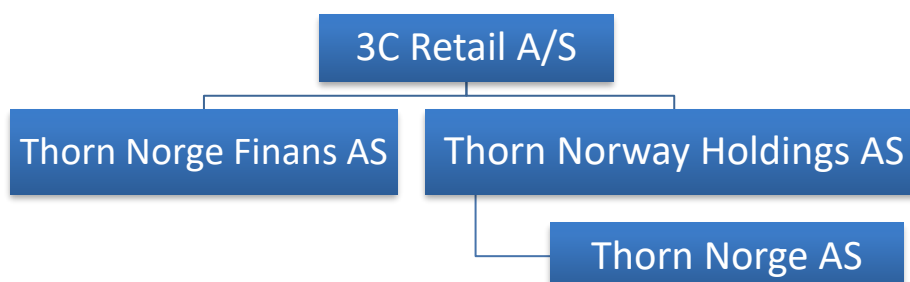 3C Retail A/S
Thorn Norge Finans AS
Thorn Norway Holdings AS
Thorn Norge AS